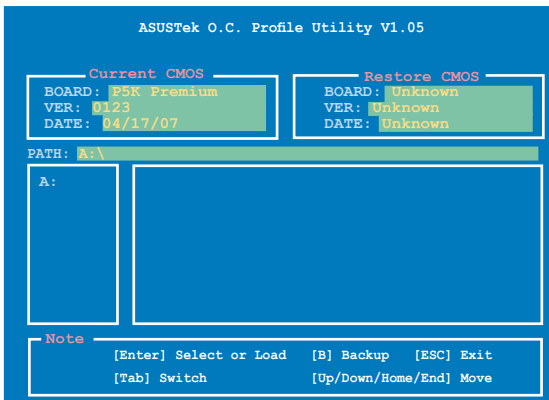 ASUSTek O.C. Profile Utility V1.05
Current CMOS
BOARD: P5K Premium
VER: 0123
DATE: 04/17/07
Restore CMOS
BOARD: Unknown
VER: Unknown
DATE: Unknown
PATH: A:\
A:
Note
[Enter] Select or Load [B] Backup [ESC] Exit
[Tab] Switch [Up/Down/Home/End] Move